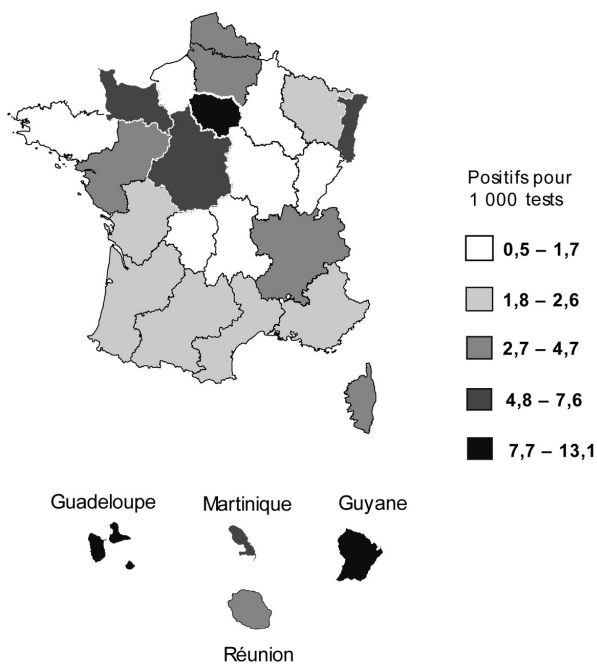 Positifs pour
1 000 tests
0,5 – 1,7
1,8 – 2,6
2,7 – 4,7
4,8 – 7,6
7,7 – 13,1
Guadeloupe Martinique Guyane
Réunion